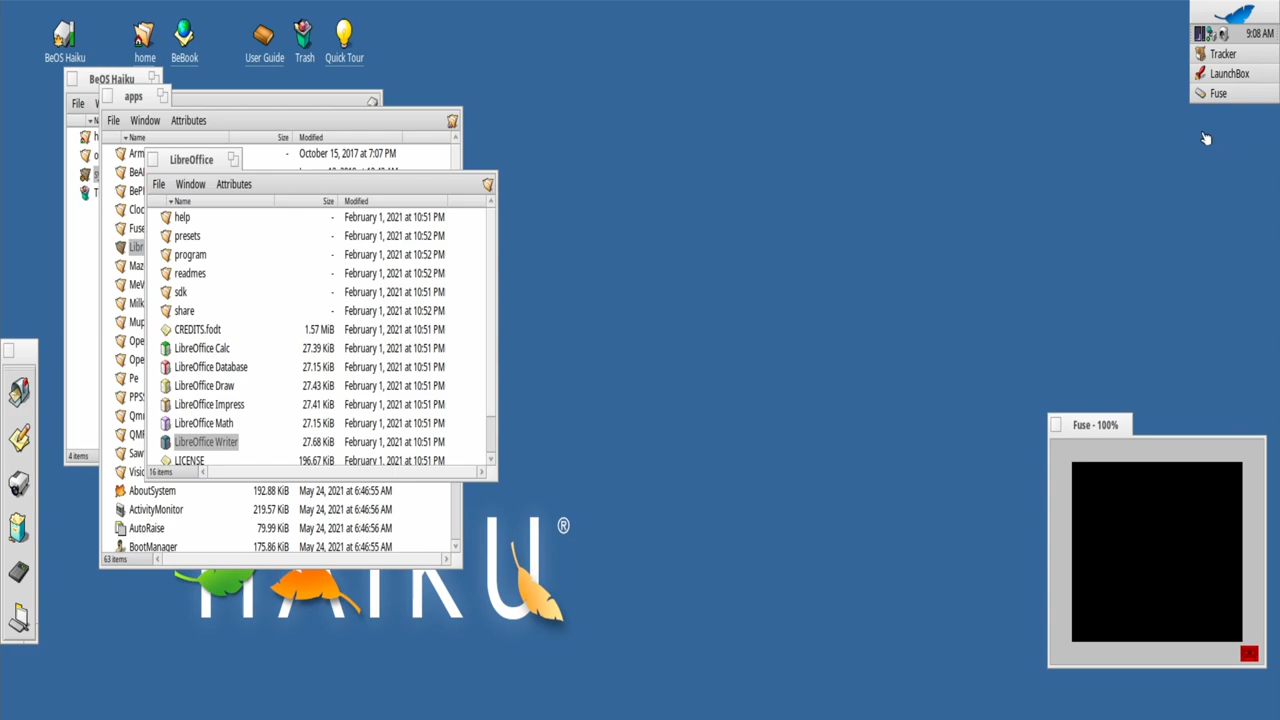 BeOS Haiku
home
BeBook
User Guide
Trash
Quick Tour
9:08 AM
Tracker
LaunchBox
Fuse
BeOS Haiku
File
4 items
apps
File Window Attributes
Name Size Modified
- October 15, 2017 at 7:07 PM
AboutSystem 192.88 KiB May 24, 2021 at 6:46:55 AM
ActivityMonitor 219.57 KiB May 24, 2021 at 6:46:56 AM
AutoRaise 79.99 KiB May 24, 2021 at 6:46:56 AM
BootManager 175.86 KiB May 24, 2021 at 6:46:55 AM
63 items
LibreOffice
File Window Attributes
Name Size Modified
help - February 1, 2021 at 10:51 PM
presets - February 1, 2021 at 10:52 PM
program - February 1, 2021 at 10:52 PM
readmes - February 1, 2021 at 10:52 PM
sdk - February 1, 2021 at 10:51 PM
share - February 1, 2021 at 10:52 PM
CREDITS.fodt 1.57 MiB February 1, 2021 at 10:51 PM
LibreOffice Calc 27.39 KiB February 1, 2021 at 10:51 PM
LibreOffice Database 27.15 KiB February 1, 2021 at 10:51 PM
LibreOffice Draw 27.43 KiB February 1, 2021 at 10:51 PM
LibreOffice Impress 27.41 KiB February 1, 2021 at 10:51 PM
LibreOffice Math 27.15 KiB February 1, 2021 at 10:51 PM
LibreOffice Writer 27.68 KiB February 1, 2021 at 10:51 PM
LICENSE 196.67 KiB February 1, 2021 at 10:51 PM
16 items
Fuse - 100%
HAIKU®